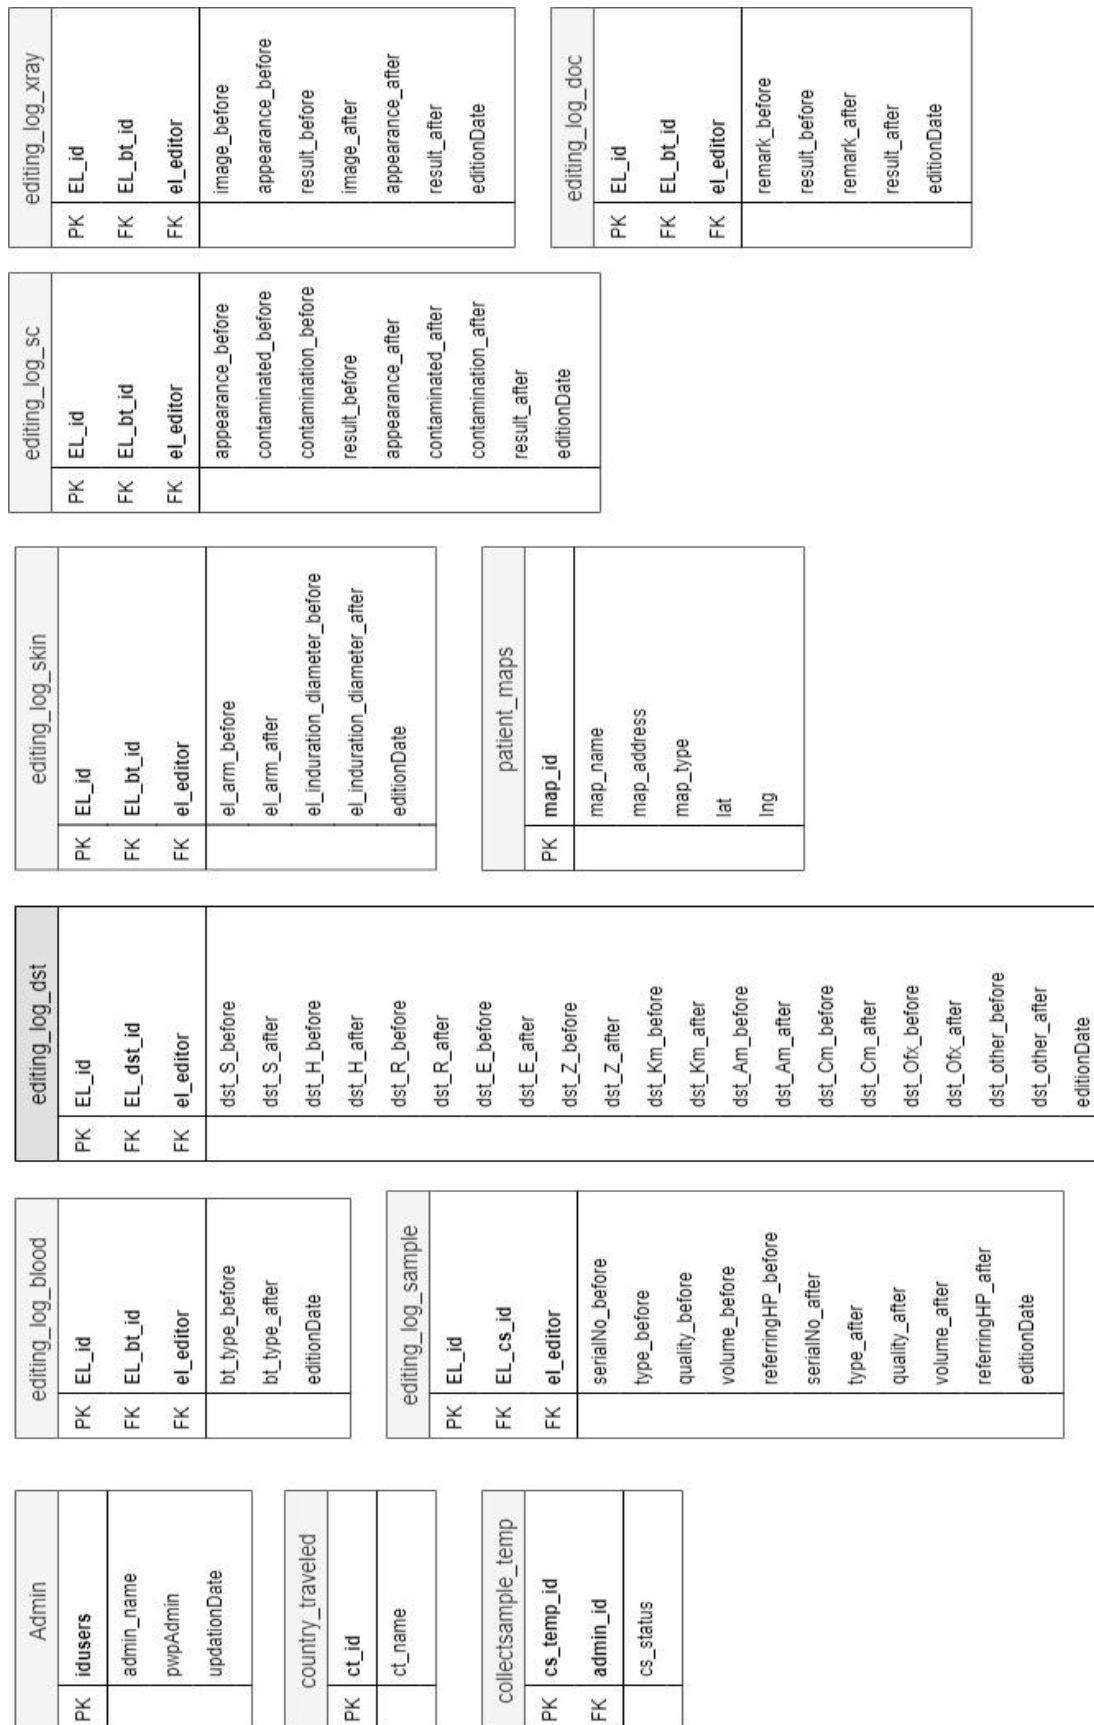 Admin
PK idusers
admin_name
pwpAdmin
updationDate
country_traveled
PK ct_id
ct_name
collectsample_temp
PK cs_temp_id
FK admin_id
cs_status
editing_log_blood
PK EL_id
FK EL_bt_id
FK el_editor
bt_type_before
bt_type_after
editionDate
editing_log_sample
PK EL_id
FK EL_cs_id
FK el_editor
serialNo_before
type_before
quality_before
volume_before
referringHP_before
serialNo_after
type_after
quality_after
volume_after
referringHP_after
editionDate
editing_log_dst
PK EL_id
FK EL_dst_id
FK el_editor
dst_S_before
dst_S_after
dst_H_before
dst_H_after
dst_R_before
dst_R_after
dst_E_before
dst_E_after
dst_Z_before
dst_Z_after
dst_Km_before
dst_Km_after
dst_Am_before
dst_Am_after
dst_Cm_before
dst_Cm_after
dst_Ofx_before
dst_Ofx_after
dst_other_before
dst_other_after
editionDate
editing_log_skin
PK EL_id
FK EL_bt_id
FK el_editor
el_arm_before
el_arm_after
el_induration_diameter_before
el_induration_diameter_after
editionDate
patient_maps
PK map_id
map_name
map_address
map_type
lat
lng
editing_log_sc
PK EL_id
FK EL_bt_id
FK el_editor
appearance_before
contaminated_before
contamination_before
result_before
appearance_after
contaminated_after
contamination_after
result_after
editionDate
editing_log_xray
PK EL_id
FK EL_bt_id
FK el_editor
image_before
appearance_before
result_before
image_after
appearance_after
result_after
editionDate
editing_log_doc
PK EL_id
FK EL_bt_id
FK el_editor
remark_before
result_before
remark_after
result_after
editionDate